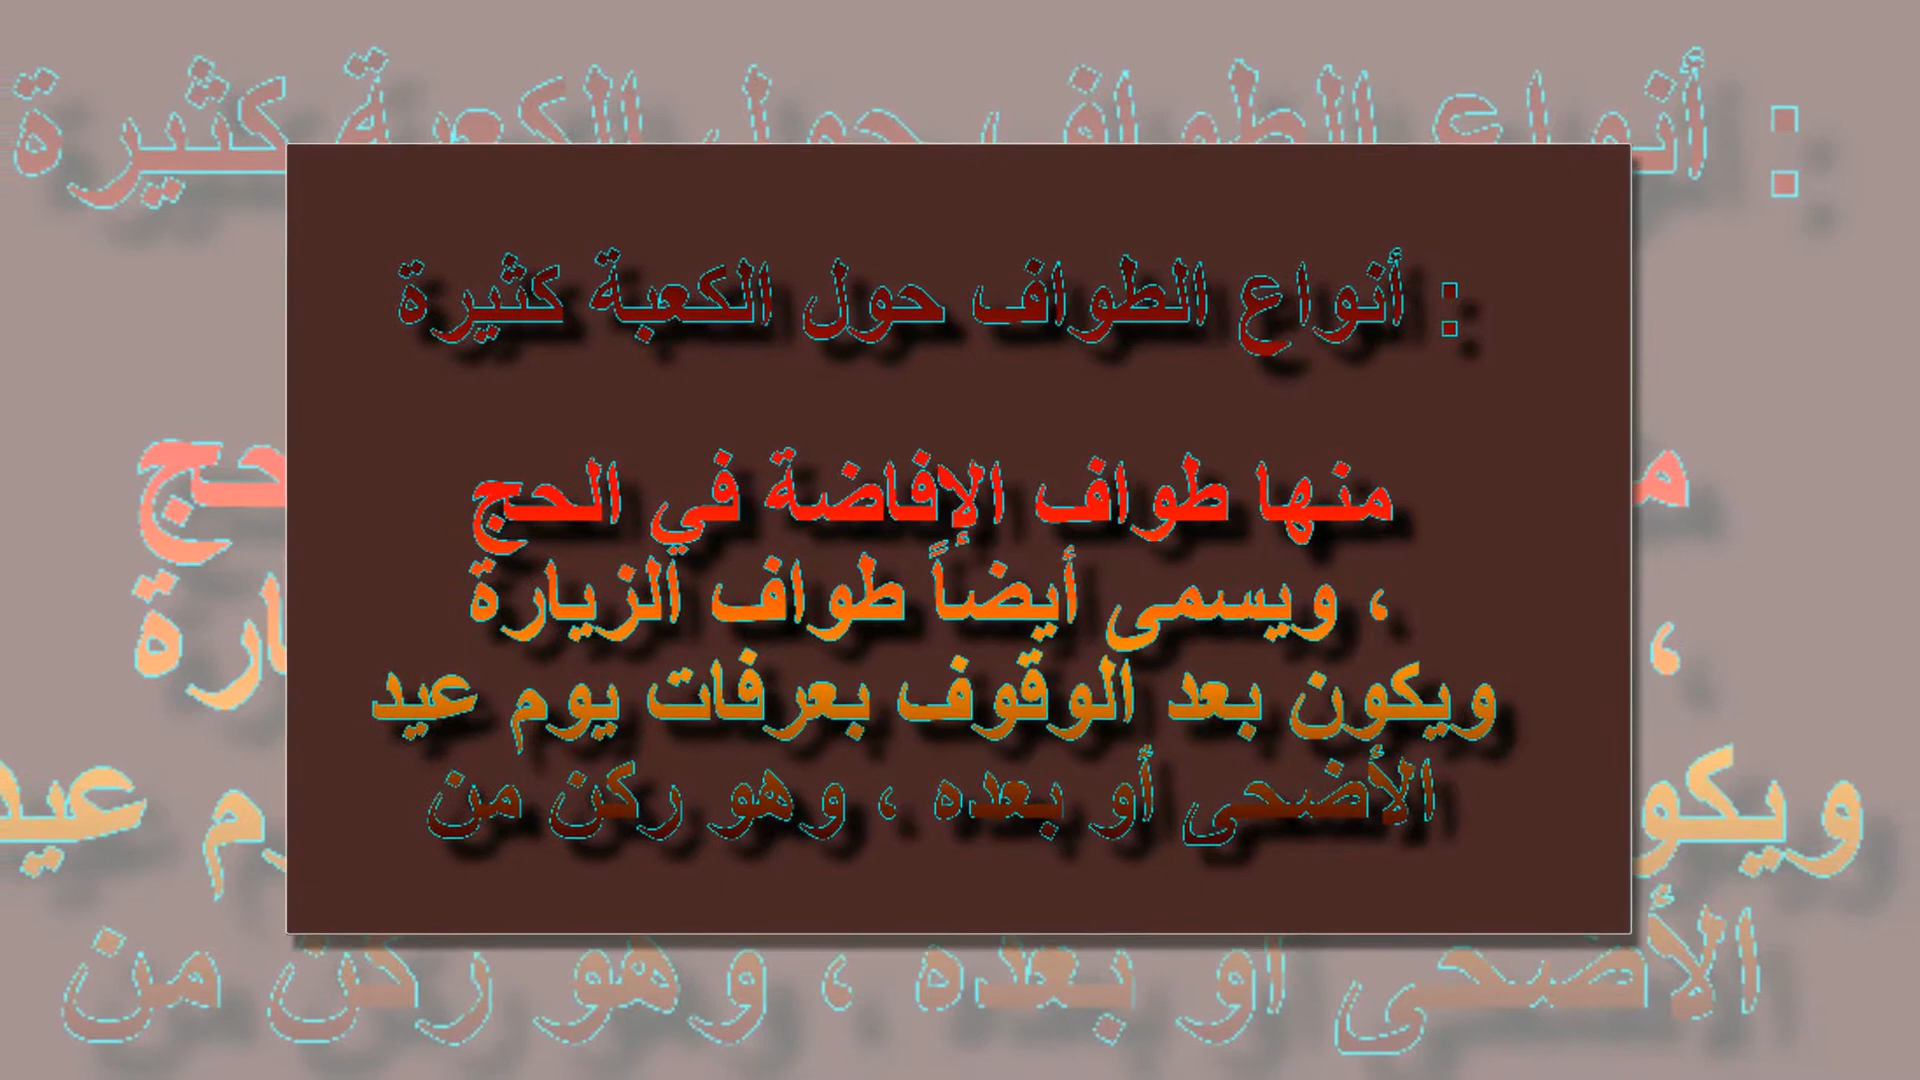 : أنواع الطواف حول الكعبة كثيرة
منها طواف الإفاضة في الحج
، ويسمى أيضاً طواف الزيارة
ويكون بعد الوقوف بعرفات يوم عيد
الأضحى أو بعده ، وهو ركن من